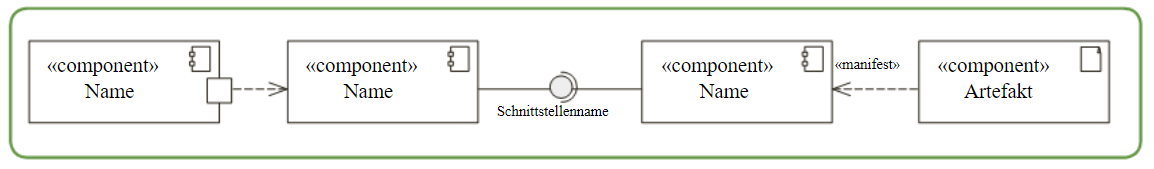 «component»
Name
«component»
Name
Schnittstellenname
«component»
Name
«manifest»
«component»
Artefakt